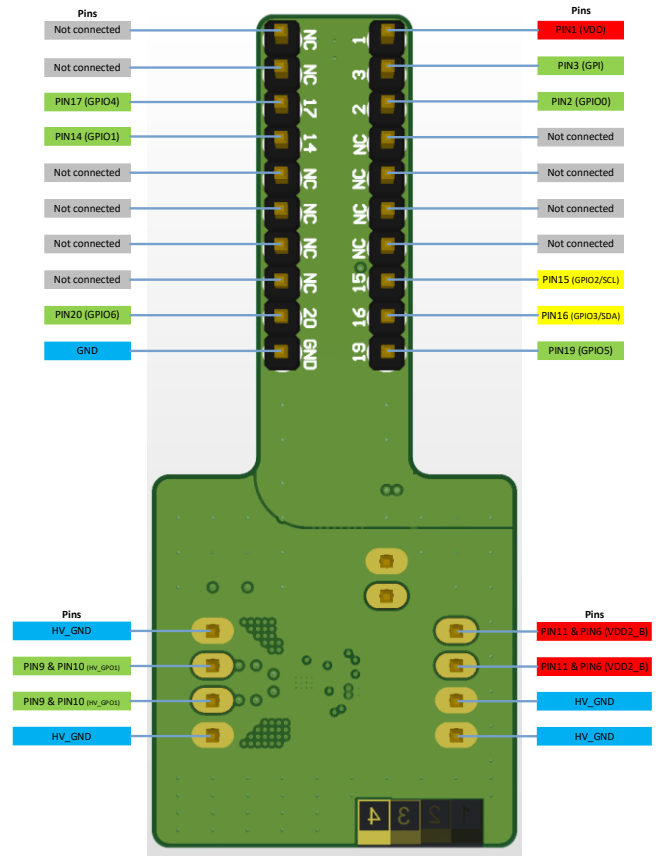 Pins Pins
Not connected NC 1 PIN1 (VDD)
Not connected NC 3 PIN3 (GPI)
PIN17 (GPIO4) 17 2 PIN2 (GPIO0)
PIN14 (GPIO1) 14 NC Not connected
Not connected NC NC Not connected
Not connected NC NC Not connected
Not connected NC NC Not connected
Not connected NC 15 PIN15 (GPIO2/SCL)
PIN20 (GPIO6) 20 16 PIN16 (GPIO3/SDA)
GND GND 19 PIN19 (GPIO5)
Pins Pins
HV_GND PIN11 & PIN6 (VDD2_B)
PIN9 & PIN10 (HV_GPO1) PIN11 & PIN6 (VDD2_B)
PIN9 & PIN10 (HV_GPO1) HV_GND
HV_GND HV_GND
4 3 2 1